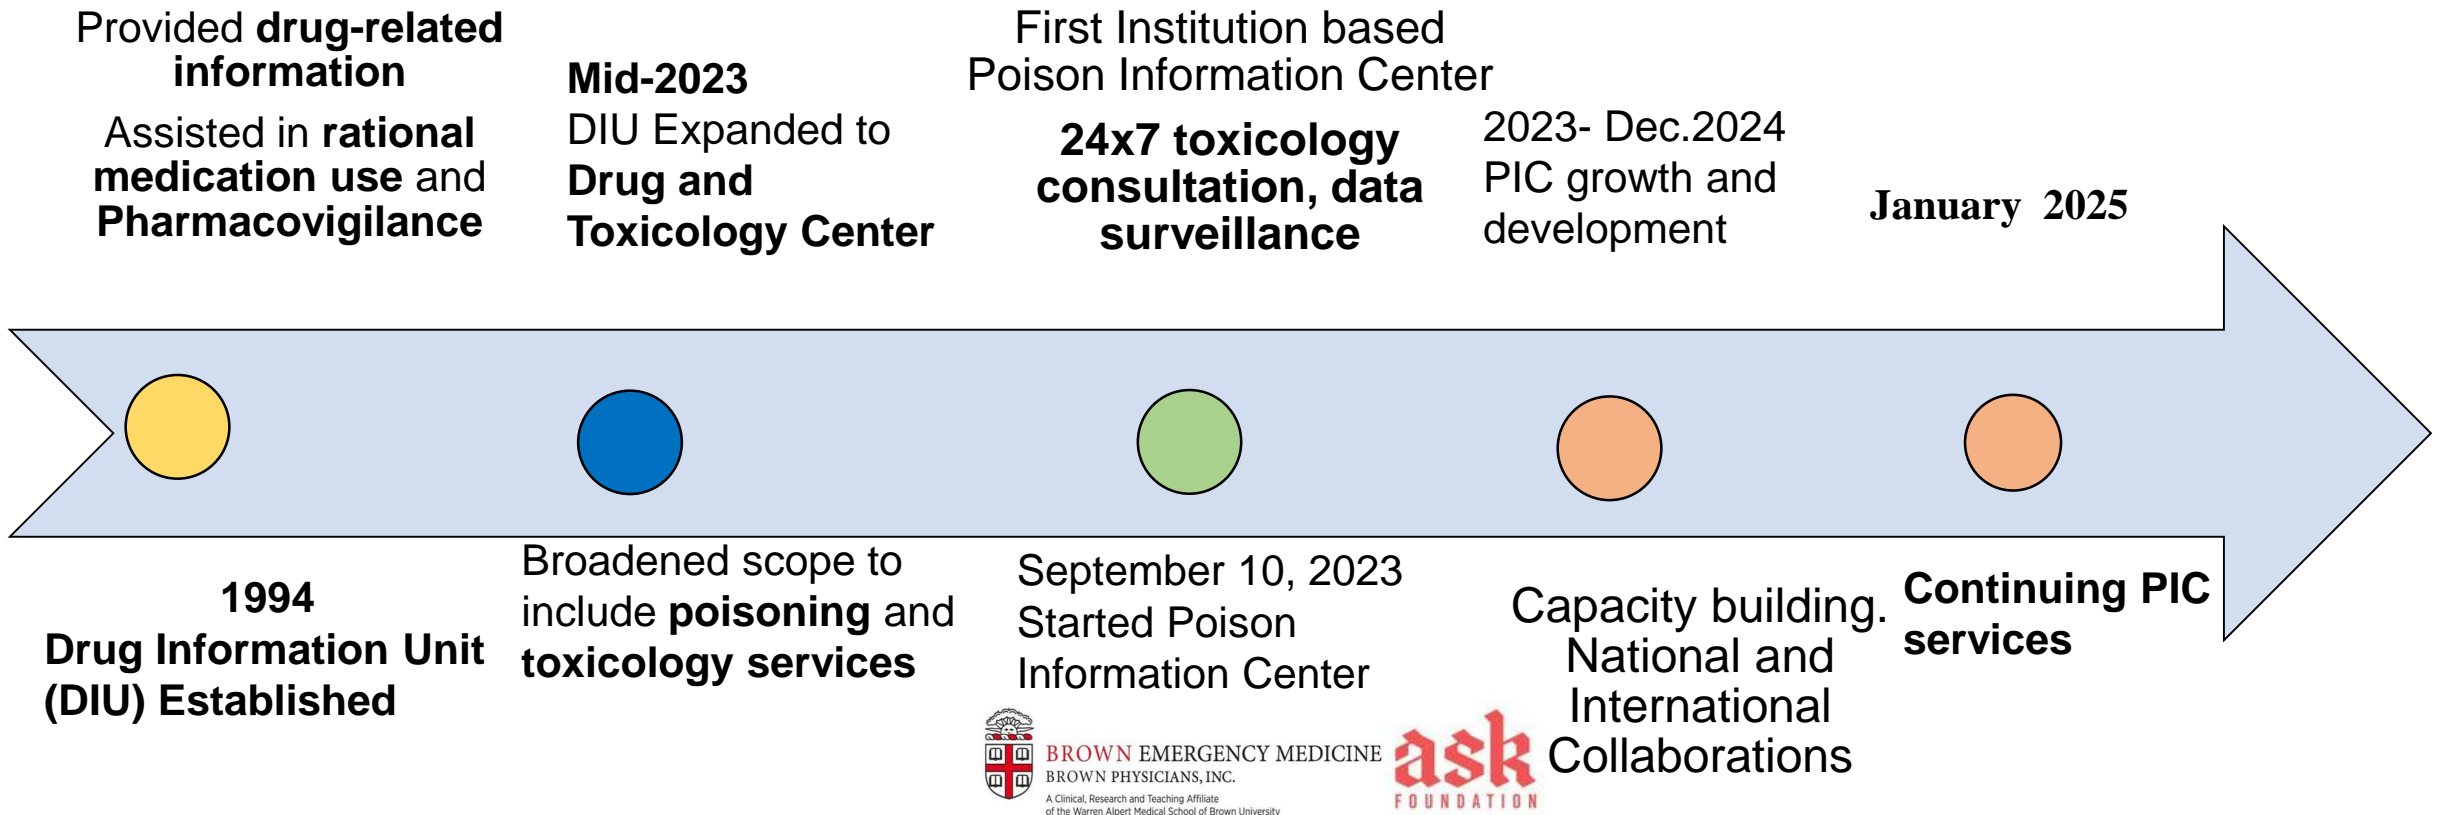 Provided drug-related
information
Assisted in rational
medication use and
Pharmacovigilance
1994
Drug Information Unit
(DIU) Established
Mid-2023
DIU Expanded to
Drug and
Toxicology Center
Broadened scope to
include poisoning and
toxicology services
First Institution based
Poison Information Center
24x7 toxicology
consultation, data
surveillance
September 10, 2023
Started Poison
Information Center
BROWN EMERGENCY MEDICINE
BROWN PHYSICIANS, INC.
A Clinical, Research and Teaching Affiliate
of the Warren Alpert Medical School of Brown University
ask
FOUNDATION
2023- Dec.2024
PIC growth and
development
Capacity building.
National and
International
Collaborations
January 2025
Continuing PIC
services